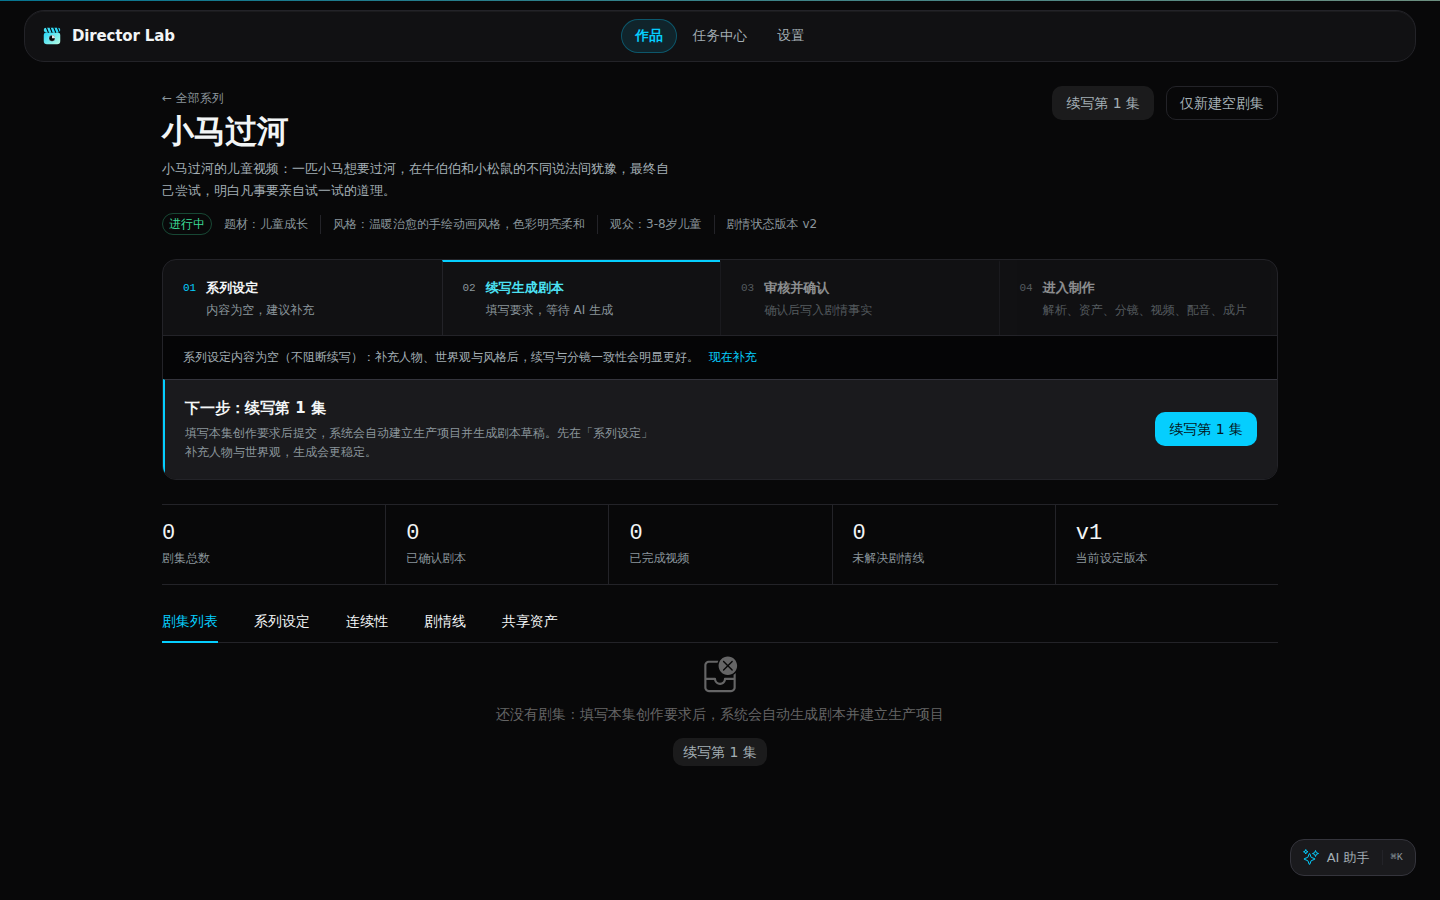 Director Lab
作品
任务中心
设置
← 全部系列
续写第 1 集
仅新建空剧集
小马过河
小马过河的儿童视频：一匹小马想要过河，在牛伯伯和小松鼠的不同说法间犹豫，最终自
己尝试，明白凡事要亲自试一试的道理。
进行中
题材：儿童成长
风格：温暖治愈的手绘动画风格，色彩明亮柔和
观众：3-8岁儿童
剧情状态版本 v2
01 系列设定
内容为空，建议补充
02 续写生成剧本
填写要求，等待 AI 生成
03 审核并确认
确认后写入剧情事实
04 进入制作
解析、资产、分镜、视频、配音、成片
系列设定内容为空（不阻断续写）：补充人物、世界观与风格后，续写与分镜一致性会明显更好。 现在补充
下一步：续写第 1 集
填写本集创作要求后提交，系统会自动建立生产项目并生成剧本草稿。先在「系列设定」
补充人物与世界观，生成会更稳定。
续写第 1 集
0
剧集总数
0
已确认剧本
0
已完成视频
0
未解决剧情线
v1
当前设定版本
剧集列表
系列设定
连续性
剧情线
共享资产
还没有剧集：填写本集创作要求后，系统会自动生成剧本并建立生产项目
续写第 1 集
AI 助手 ⌘K